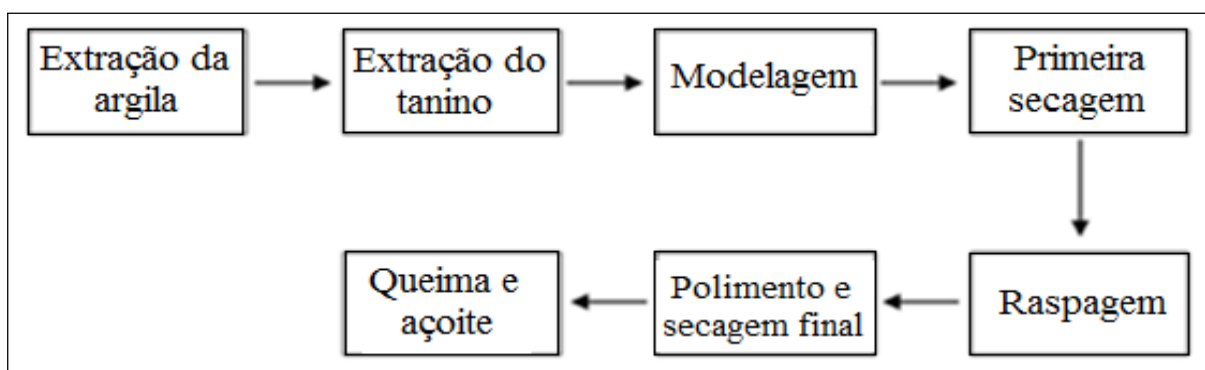 Extração da
argila
Extração do
tanino
Modelagem
Primeira
secagem
Raspagem
Polimento e
secagem final
Queima e
açoite